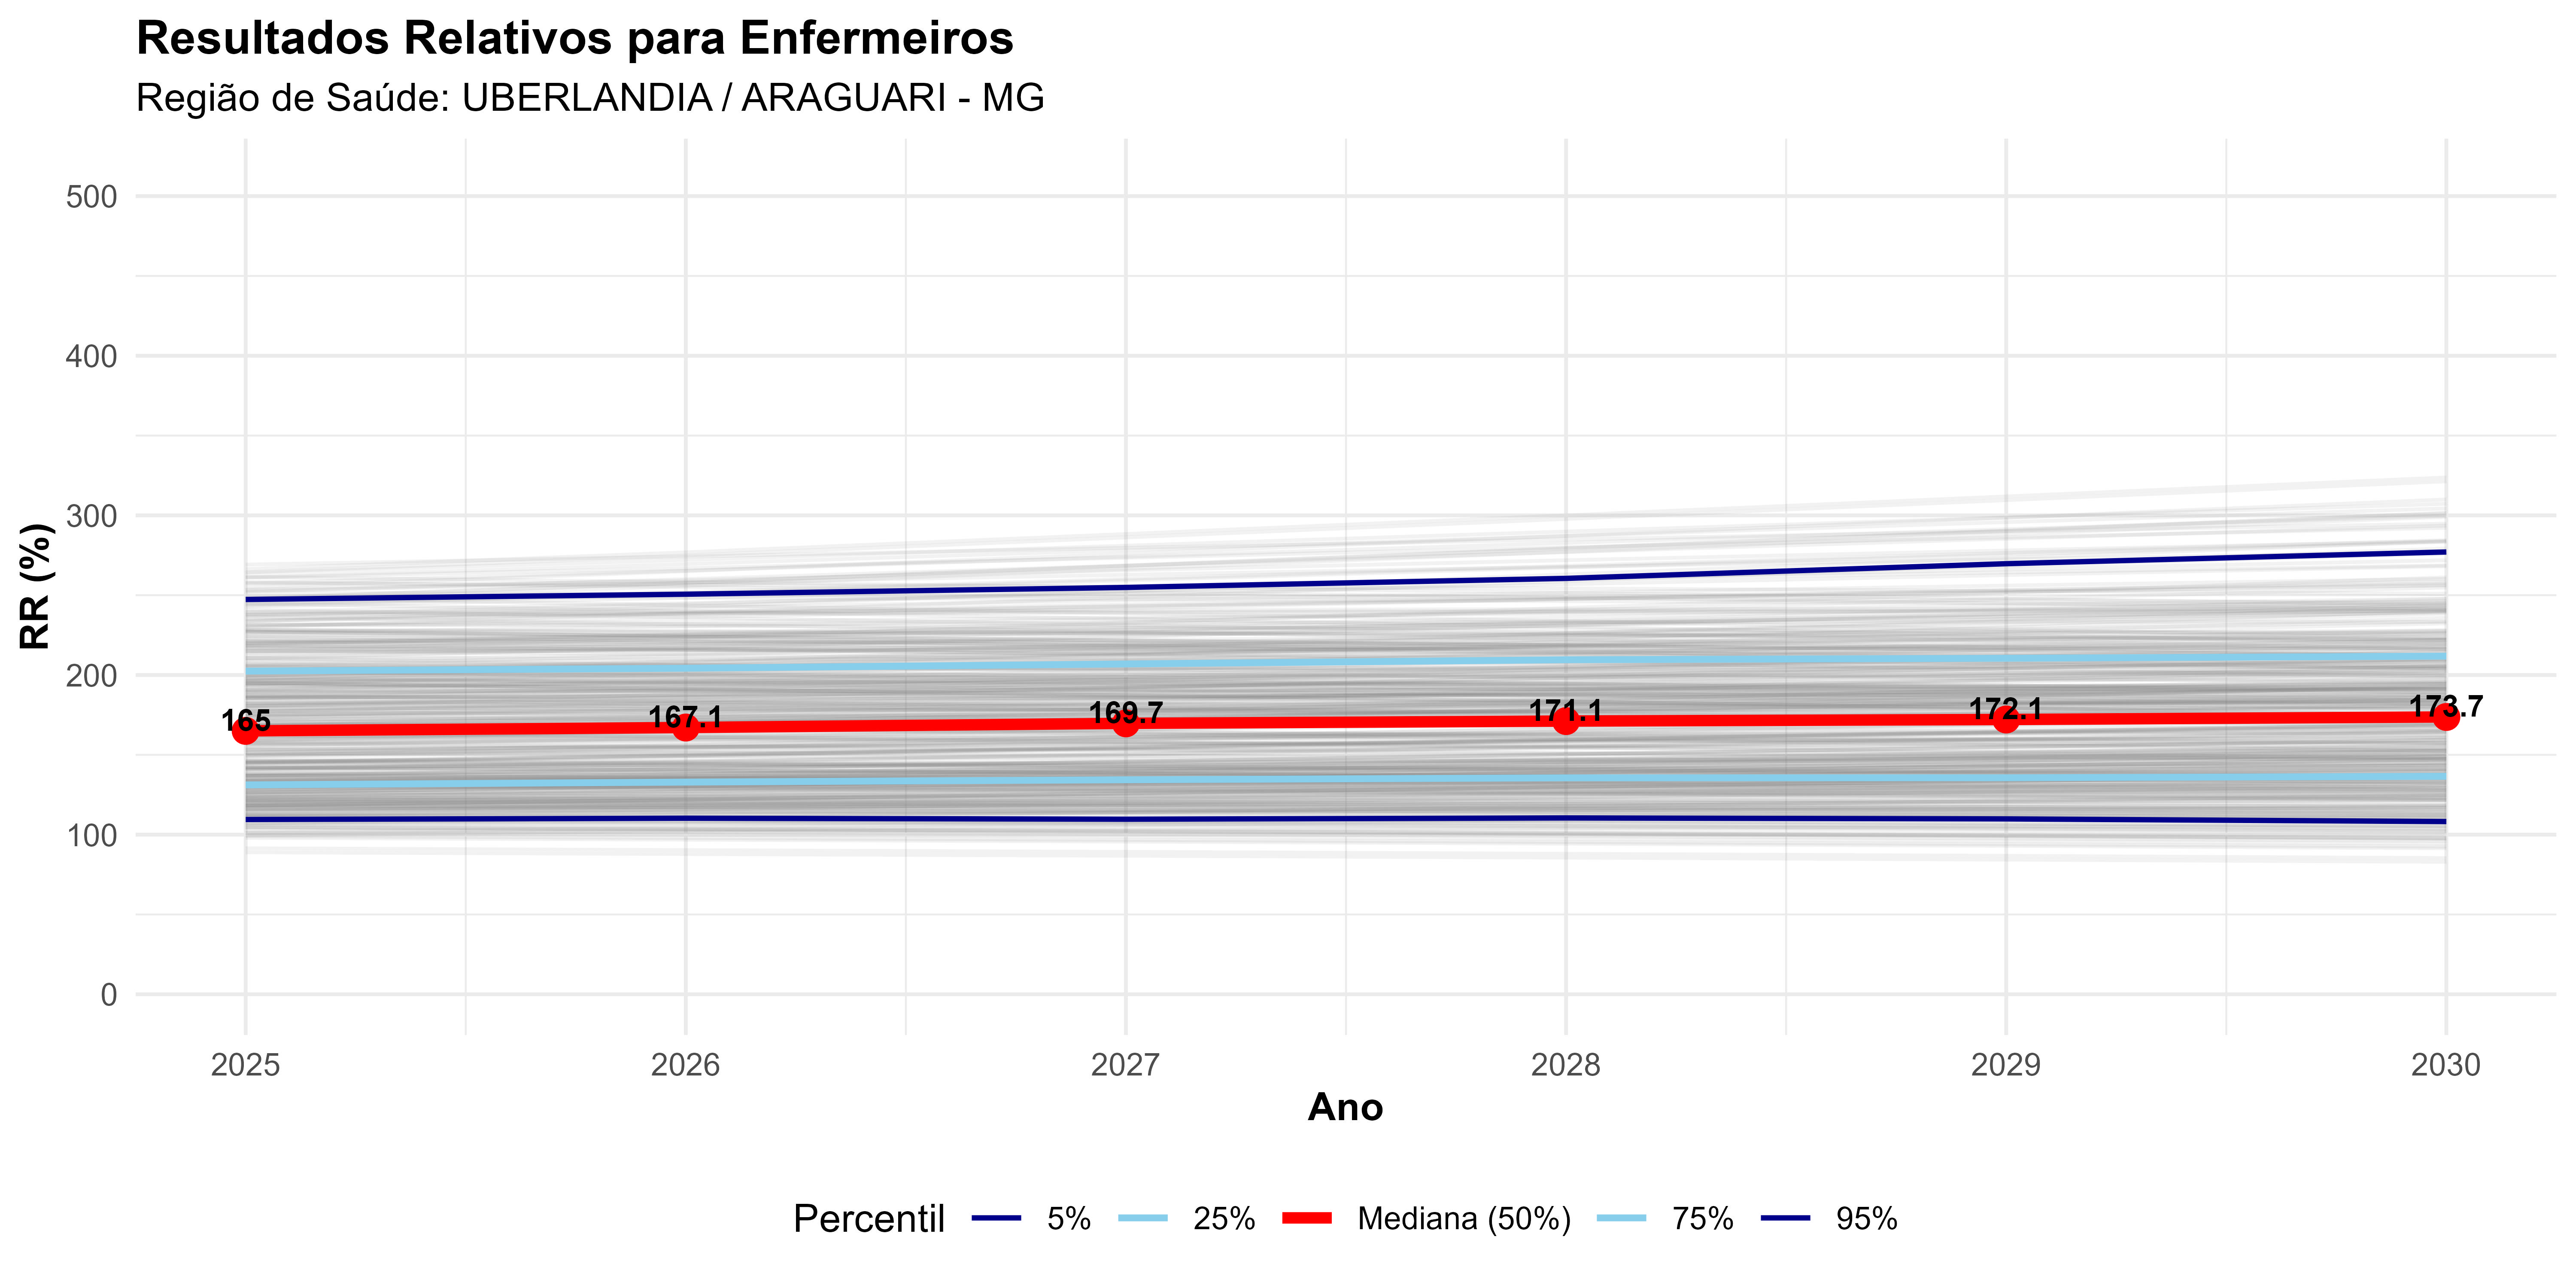 Resultados Relativos para Enfermeiros
Região de Saúde: UBERLANDIA / ARAGUARI - MG
RR (%)
500
400
300
200
100
0
165
167.1
169.7
171.1
172.1
173.7
2025 2026 2027 2028 2029 2030
Ano
Percentil 5% 25% Mediana (50%) 75% 95%